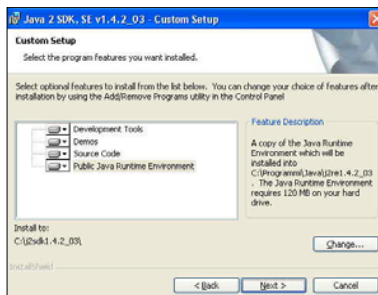 Java 2 SDK, SE v1.4.2_03 - Custom Setup
Custom Setup
Select the program features you want installed.
Select optional features to install from the list below. You can change your choice of features after
installation by using the Add/Remove Programs utility in the Control Panel
Development Tools
Demos
Source Code
Public Java Runtime Environment
Feature Description
A copy of the Java Runtime
Environment which will be
installed into
C:\Programmi\Java\j2re1.4.2_03
. The Java Runtime Environment
requires 120 MB on your hard
drive.
Install to:
C:\j2sdk1.4.2_03\
Change...
InstallShield
< Back
Next >
Cancel